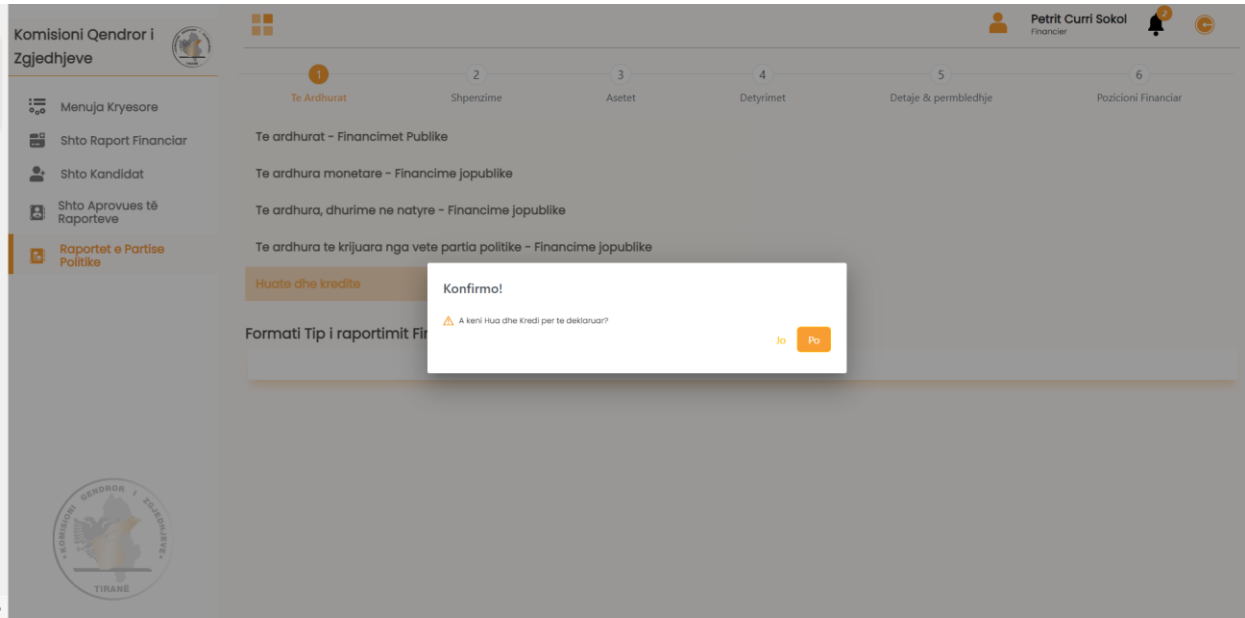 Komisioni Qendror i
Zgjedhjeve
Petrit Curri Sokol
Financier
2
1
2
3
4
5
6
Te Ardhurat
Shpenzime
Asetet
Detyrimet
Detaje & permbledhje
Pozicioni Financiar
Menuja Kryesore
Shto Raport Financiar
Shto Kandidat
Shto Aprovues të
Raporteve
Raportet e Partise
Politike
Te ardhurat - Financimet Publike
Te ardhura monetare - Financime jopublike
Te ardhura, dhurime ne natyre - Financime jopublike
Te ardhura te krijuara nga vete partia politike - Financime jopublike
Huate dhe kredite
Formati Tip i raportimit Fi
Konfirmo!
A keni Hua dhe Kredi per te deklaruar?
Jo
Po
KOMISIONI QENDROR I ZGJEDHJEVE
TIRANË